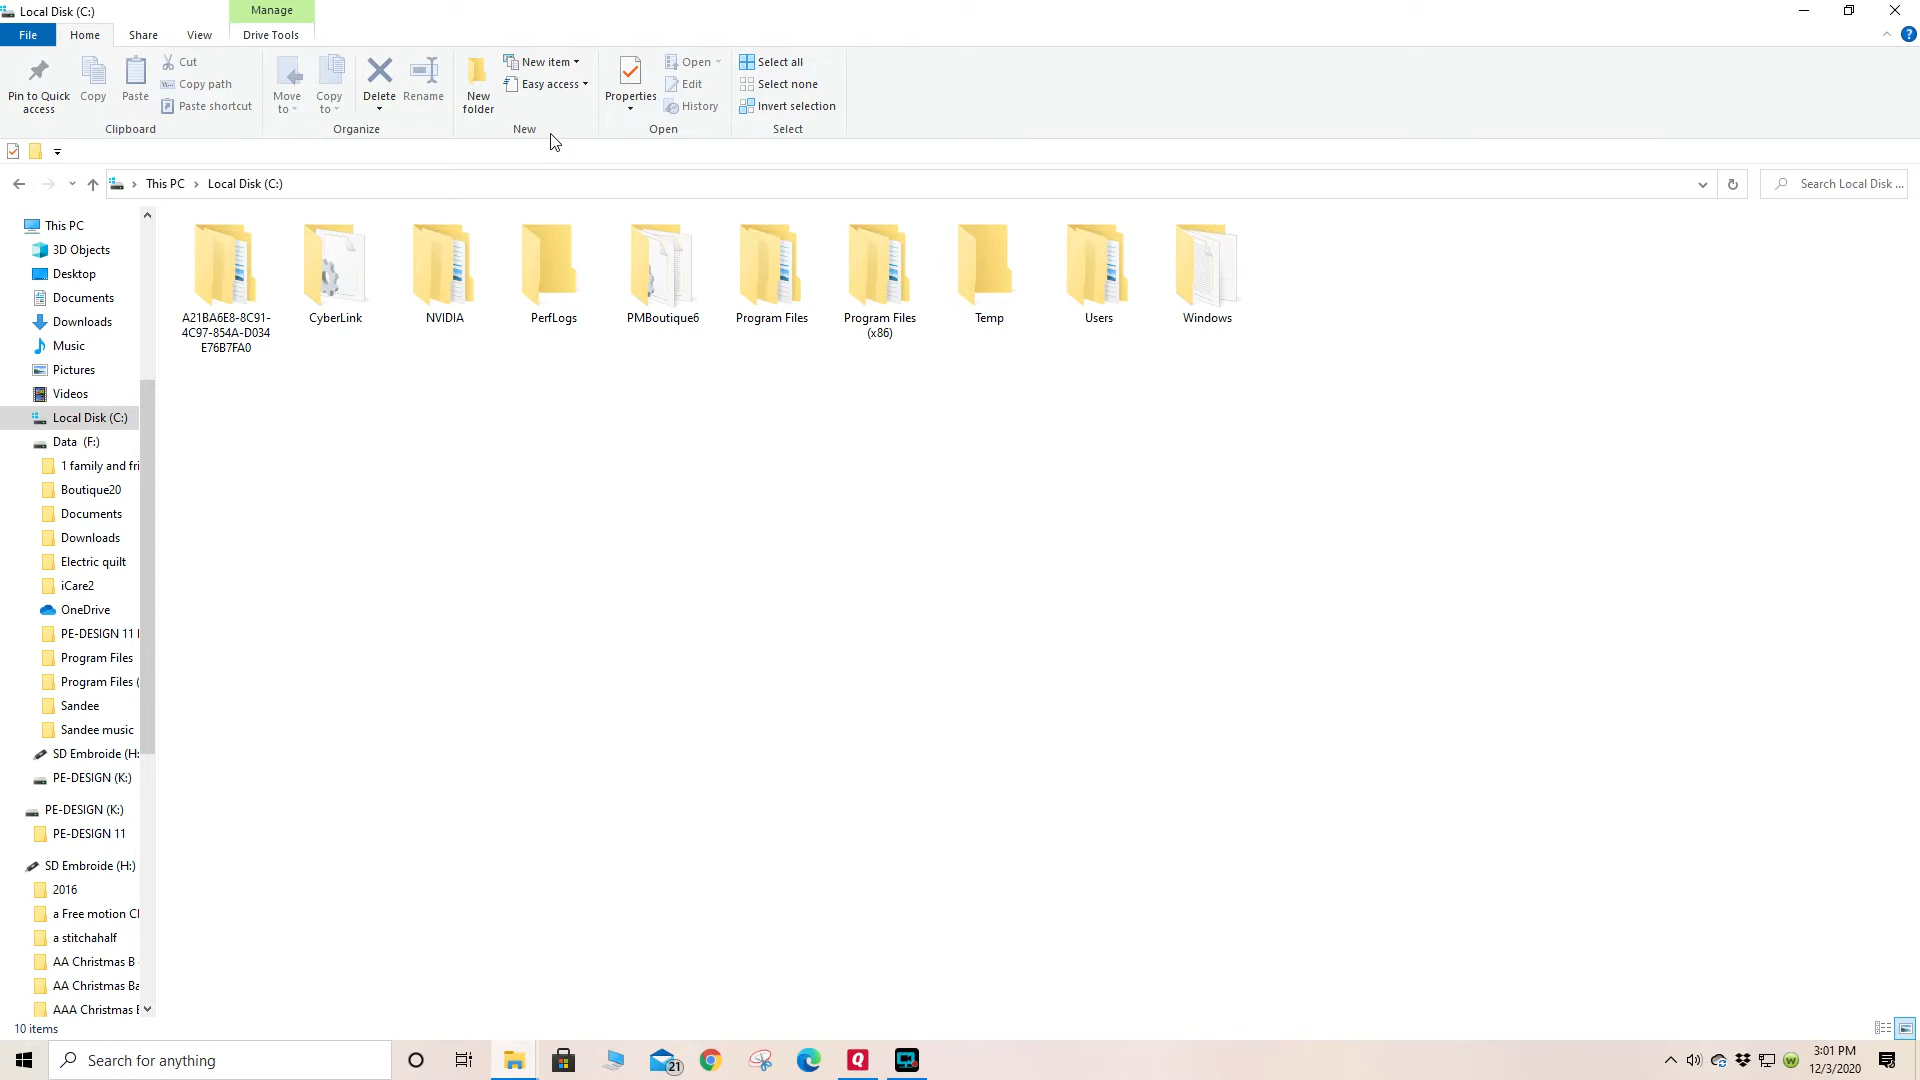 Local Disk (C:)
Manage
File
Home
Share
View
Drive Tools
Pin to Quick
access
Copy
Paste
Cut
Copy path
Paste shortcut
Clipboard
Move
to
Copy
to
Delete
Rename
Organize
New
folder
New item
Easy access
New
Properties
Open
Edit
History
Open
Select all
Select none
Invert selection
Select
This PC
Local Disk (C:)
Search Local Disk ...
This PC
3D Objects
Desktop
Documents
Downloads
Music
Pictures
Videos
Local Disk (C:)
Data (F:)
1 family and fri
Boutique20
Documents
Downloads
Electric quilt
iCare2
OneDrive
PE-DESIGN 11
Program Files
Program Files (
Sandee
Sandee music
SD Embroide (H:
PE-DESIGN (K:)
PE-DESIGN (K:)
PE-DESIGN 11
SD Embroide (H:)
2016
a Free motion
a stitchahalf
AA Christmas B
AA Christmas Ba
AAA Christmas
A21BA6E8-8C91-
4C97-854A-D034
E76B7FA0
CyberLink
NVIDIA
PerfLogs
PMBoutique6
Program Files
Program Files
(x86)
Temp
Users
Windows
10 items
Search for anything
21
Q
W
3:01 PM
12/3/2020